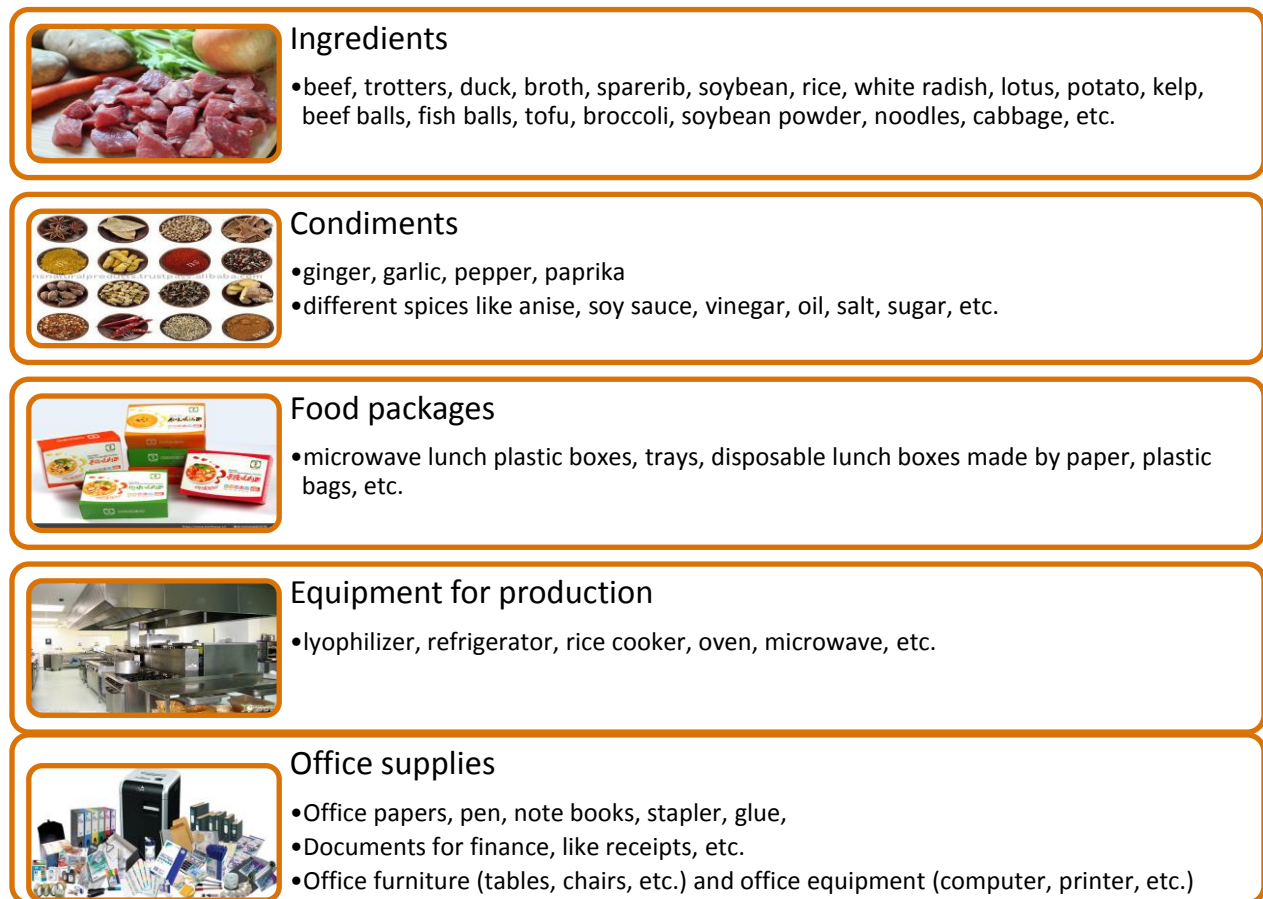 Ingredients
•beef, trotters, duck, broth, sparerib, soybean, rice, white radish, lotus, potato, kelp,
beef balls, fish balls, tofu, broccoli, soybean powder, noodles, cabbage, etc.
Condiments
•ginger, garlic, pepper, paprika
•different spices like anise, soy sauce, vinegar, oil, salt, sugar, etc.
Food packages
•microwave lunch plastic boxes, trays, disposable lunch boxes made by paper, plastic
bags, etc.
Equipment for production
•lyophilizer, refrigerator, rice cooker, oven, microwave, etc.
Office supplies
•Office papers, pen, note books, stapler, glue,
•Documents for finance, like receipts, etc.
•Office furniture (tables, chairs, etc.) and office equipment (computer, printer, etc.)